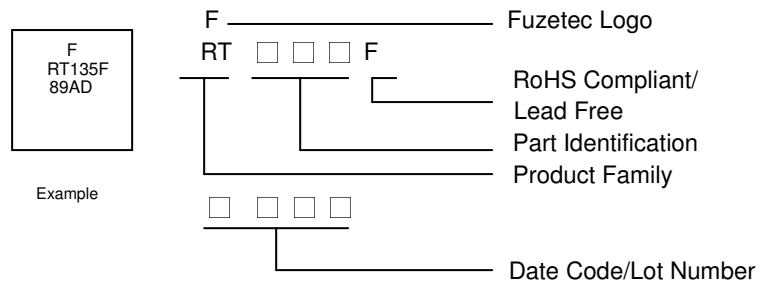 F
RT135F
89AD
Example
F
Fuzetec Logo
RT □ □ □ F
RoHS Compliant/
Lead Free
Part Identification
Product Family
□ □ □ □
Date Code/Lot Number